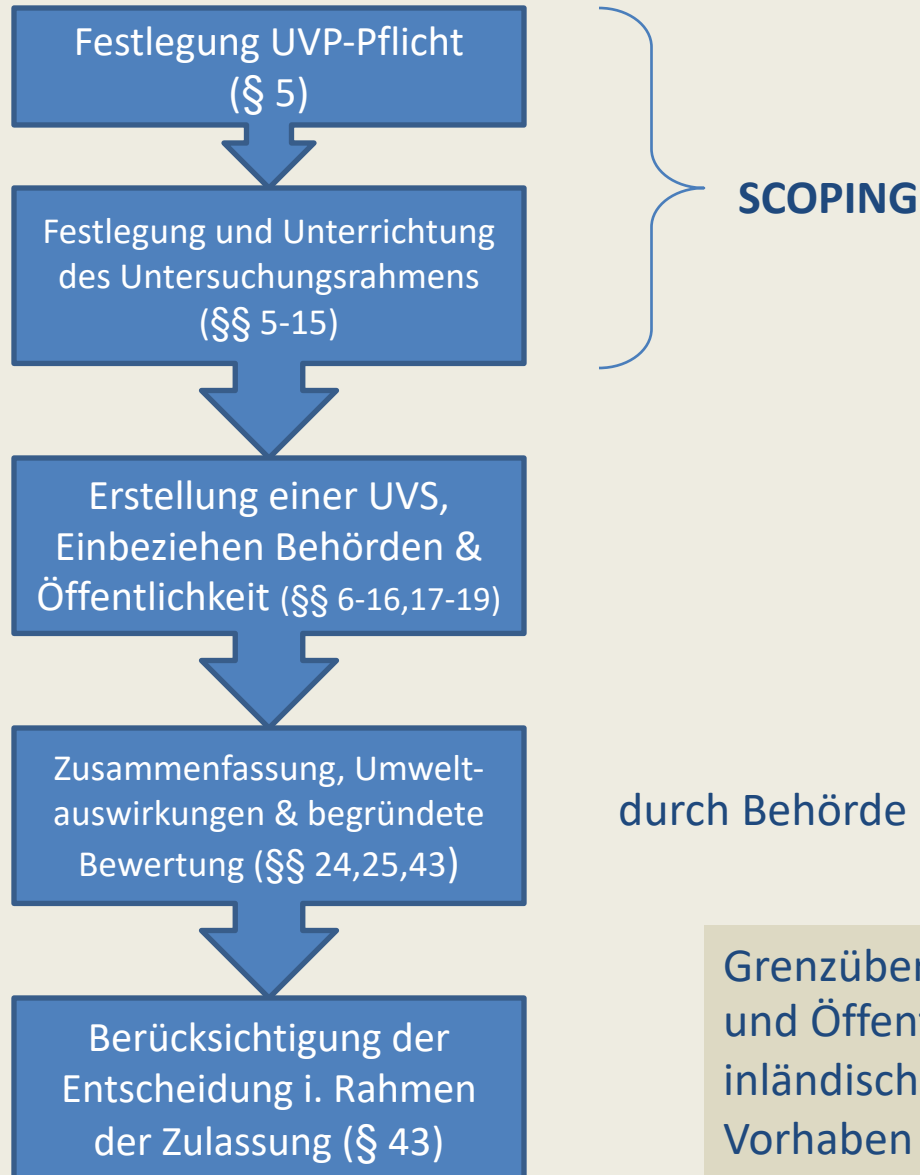 Festlegung UVP-Pflicht
(§ 5)
SCOPING
Festlegung und Unterrichtung
des Untersuchungsrahmens
(§§ 5-15)
Erstellung einer UVS,
Einbeziehen Behörden &
Öffentlichkeit (§§ 6-16,17-19)
Zusammenfassung, Umwelt-
auswirkungen & begründete
Bewertung (§§ 24,25,43)
durch Behörde
Berücksichtigung der
Entscheidung i. Rahmen
der Zulassung (§ 43)
und
Vorhaben